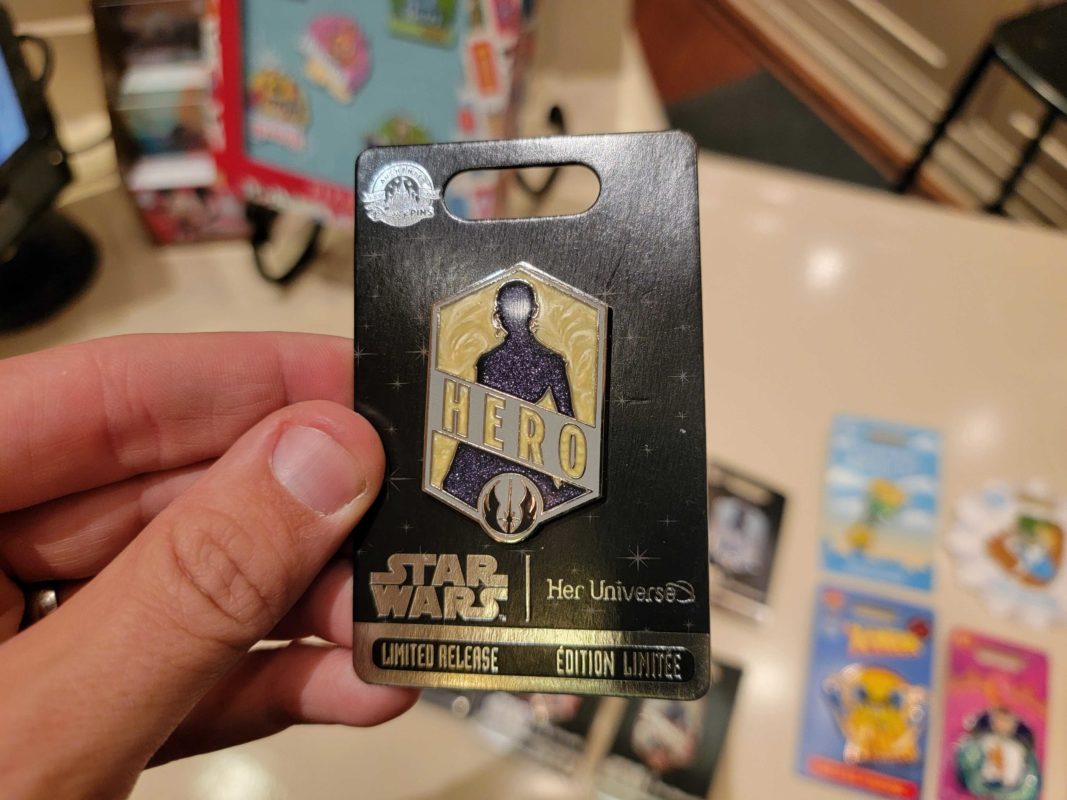 HERO
STAR
WARS
Her Universe
LIMITED RELEASE
ÉDITION LIMITÉE